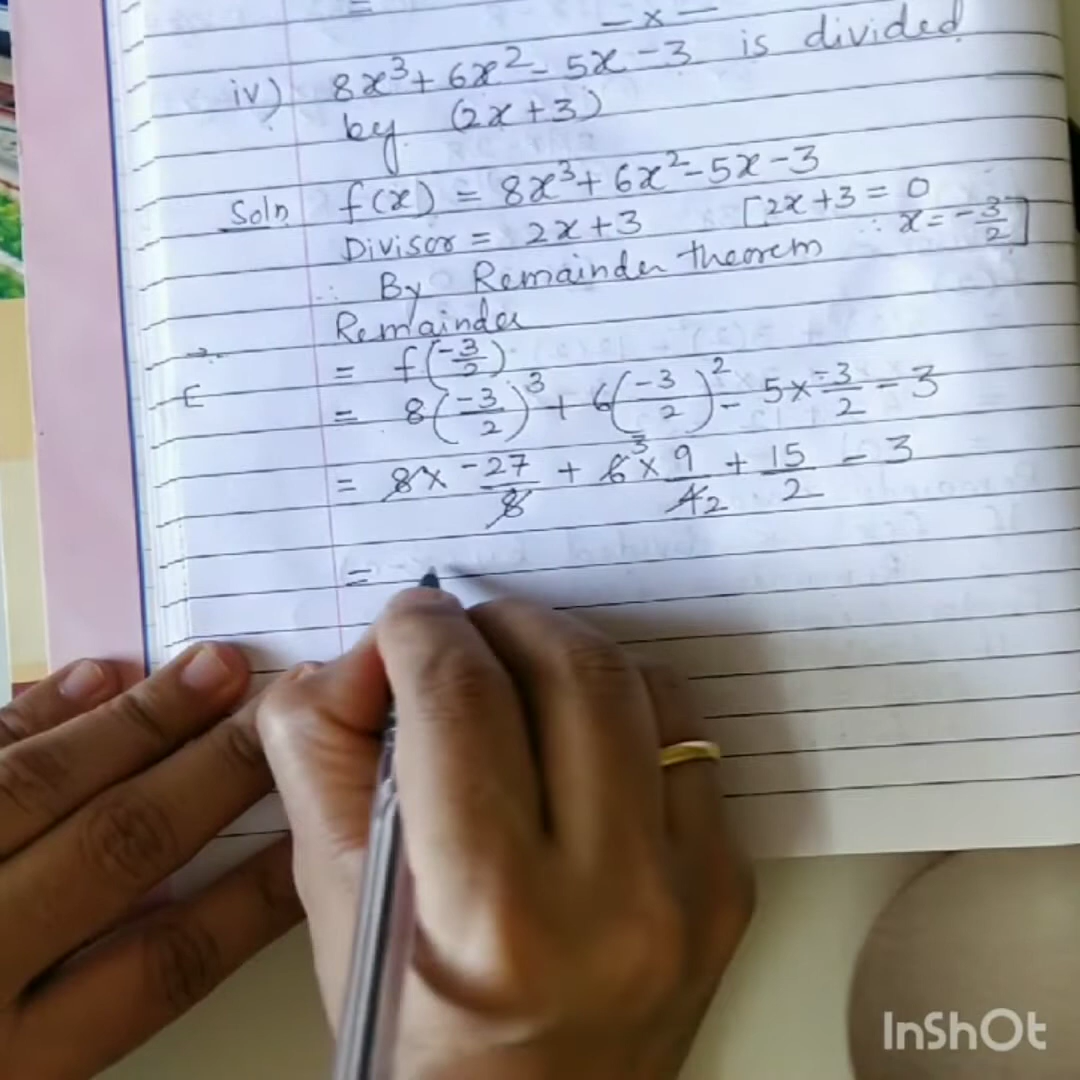 — x —
iv) 8x³ + 6x² - 5x - 3 is divided
by (2x + 3)
Soln f(x) = 8x³ + 6x² - 5x - 3
Divisor = 2x + 3 [2x + 3 = 0
∴ x = -3/2]
∴ By Remainder theorem
Remainder
= f(-3/2)
= 8(-3/2)³ + 6(-3/2)² - 5x -3/2 - 3
= 8x -27/8 + 6³ x 9/4 2 + 15/2 - 3
=
InShOt